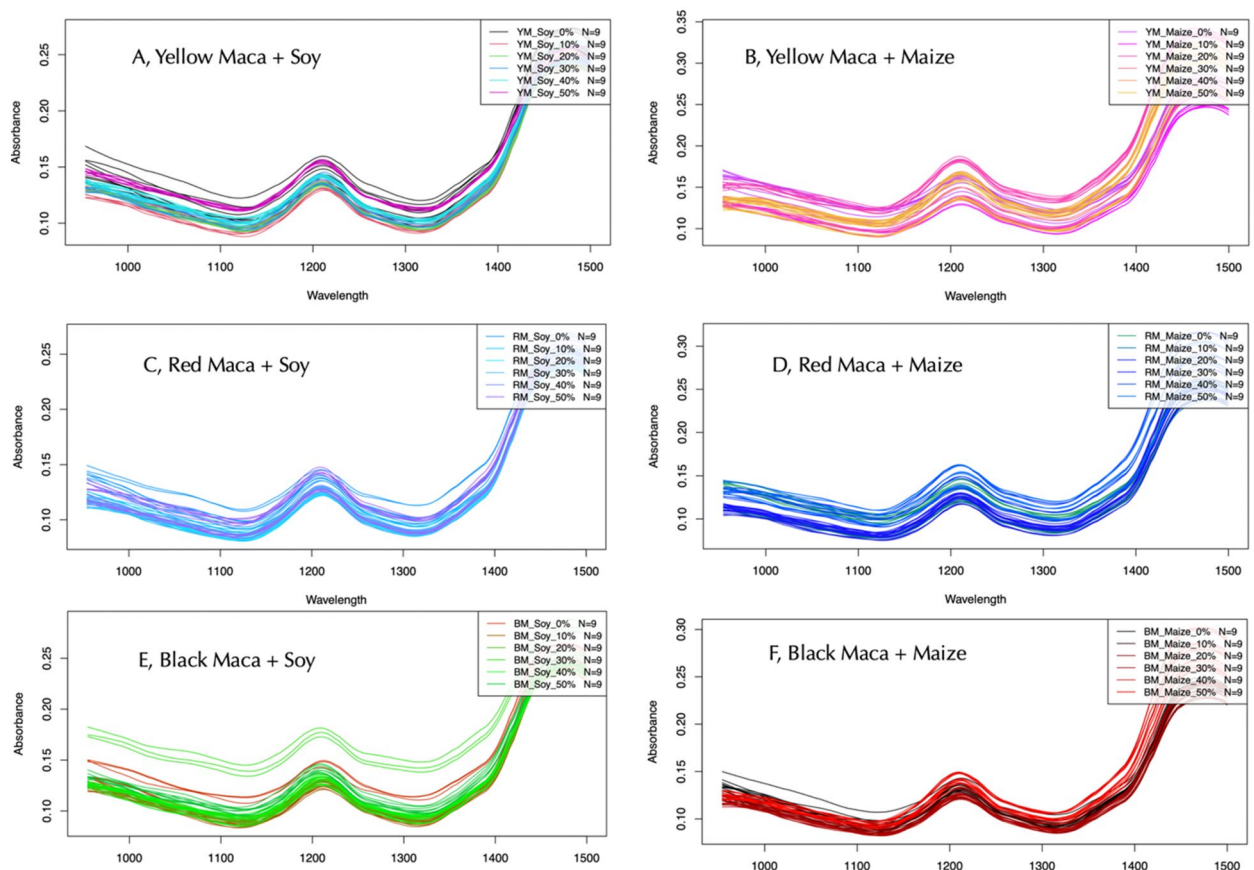 A, Yellow Maca + Soy
YM_Soy_0% N=9
YM_Soy_10% N=9
YM_Soy_20% N=9
YM_Soy_30% N=9
YM_Soy_40% N=9
YM_Soy_50% N=9
Absorbance
0.25
0.20
0.15
0.10
1000 1100 1200 1300 1400 1500
Wavelength
B, Yellow Maca + Maize
YM_Maize_0% N=9
YM_Maize_10% N=9
YM_Maize_20% N=9
YM_Maize_30% N=9
YM_Maize_40% N=9
YM_Maize_50% N=9
Absorbance
0.35
0.30
0.25
0.20
0.15
0.10
1000 1100 1200 1300 1400 1500
Wavelength
C, Red Maca + Soy
RM_Soy_0% N=9
RM_Soy_10% N=9
RM_Soy_20% N=9
RM_Soy_30% N=9
RM_Soy_40% N=9
RM_Soy_50% N=9
Absorbance
0.25
0.20
0.15
0.10
1000 1100 1200 1300 1400 1500
Wavelength
D, Red Maca + Maize
RM_Maize_0% N=9
RM_Maize_10% N=9
RM_Maize_20% N=9
RM_Maize_30% N=9
RM_Maize_40% N=9
RM_Maize_50% N=9
Absorbance
0.30
0.25
0.20
0.15
0.10
1000 1100 1200 1300 1400 1500
Wavelength
E, Black Maca + Soy
BM_Soy_0% N=9
BM_Soy_10% N=9
BM_Soy_20% N=9
BM_Soy_30% N=9
BM_Soy_40% N=9
BM_Soy_50% N=9
Absorbance
0.25
0.20
0.15
0.10
1000 1100 1200 1300 1400 1500
F, Black Maca + Maize
BM_Maize_0% N=9
BM_Maize_10% N=9
BM_Maize_20% N=9
BM_Maize_30% N=9
BM_Maize_40% N=9
BM_Maize_50% N=9
Absorbance
0.30
0.25
0.20
0.15
0.10
1000 1100 1200 1300 1400 1500